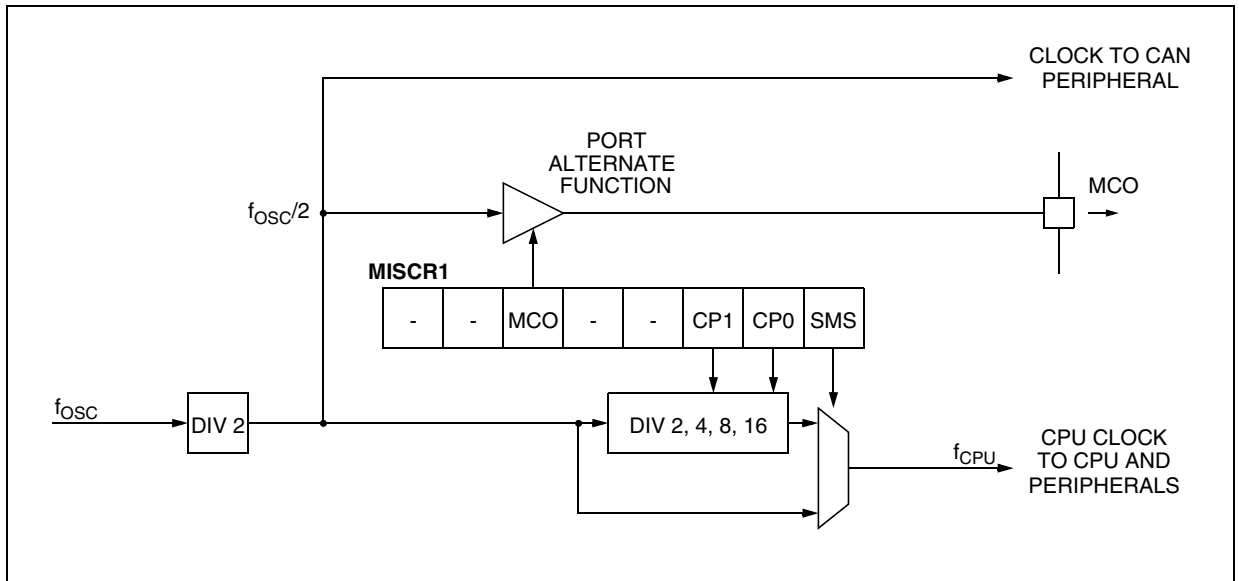 CLOCK TO CAN
PERIPHERAL
PORT
ALTERNATE
FUNCTION
MCO
fOSC/2
MISCR1
- - MCO - - CP1 CP0 SMS
fOSC
DIV 2
DIV 2, 4, 8, 16
fCPU
CPU CLOCK
TO CPU AND
PERIPHERALS